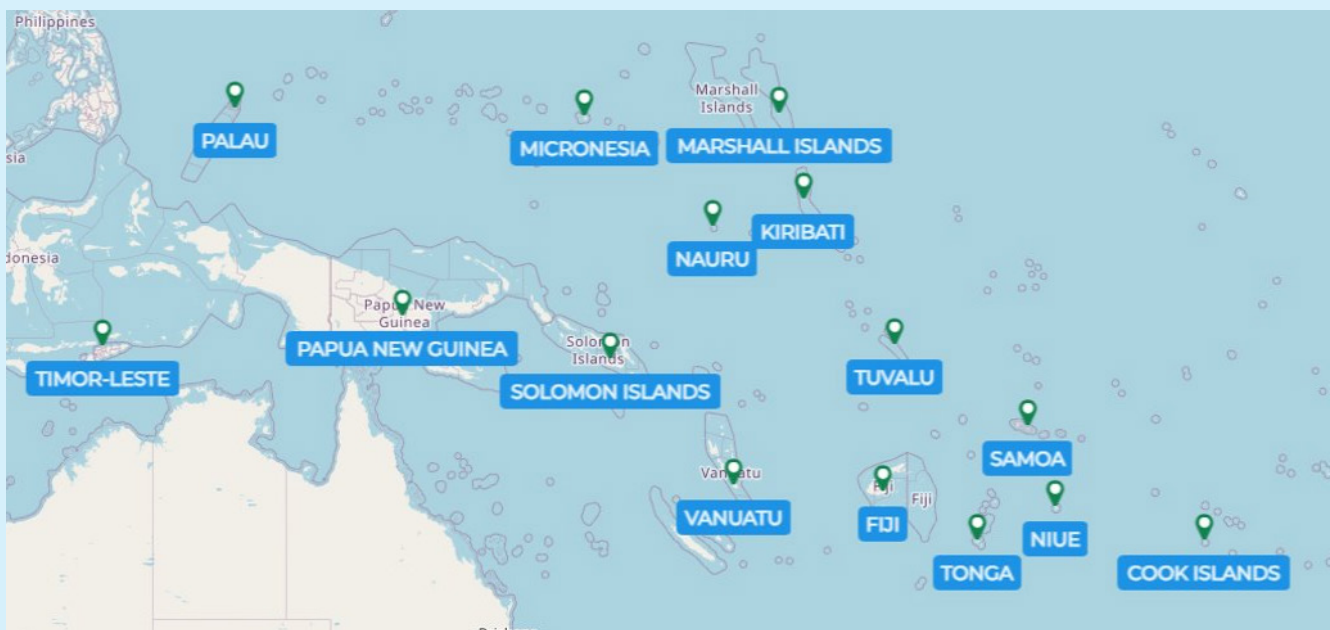 Philippines
Marshall
Islands
PALAU
MICRONESIA
MARSHALL ISLANDS
sia
KIRIBATI
NAURU
donesia
Papua New
Guinea
PAPUA NEW GUINEA
Solomon
Islands
SOLOMON ISLANDS
TIMOR-LESTE
TUVALU
SAMOA
Vanuatu
VANUATU
Fiji
Fiji
FIJI
NIUE
TONGA
COOK ISLANDS